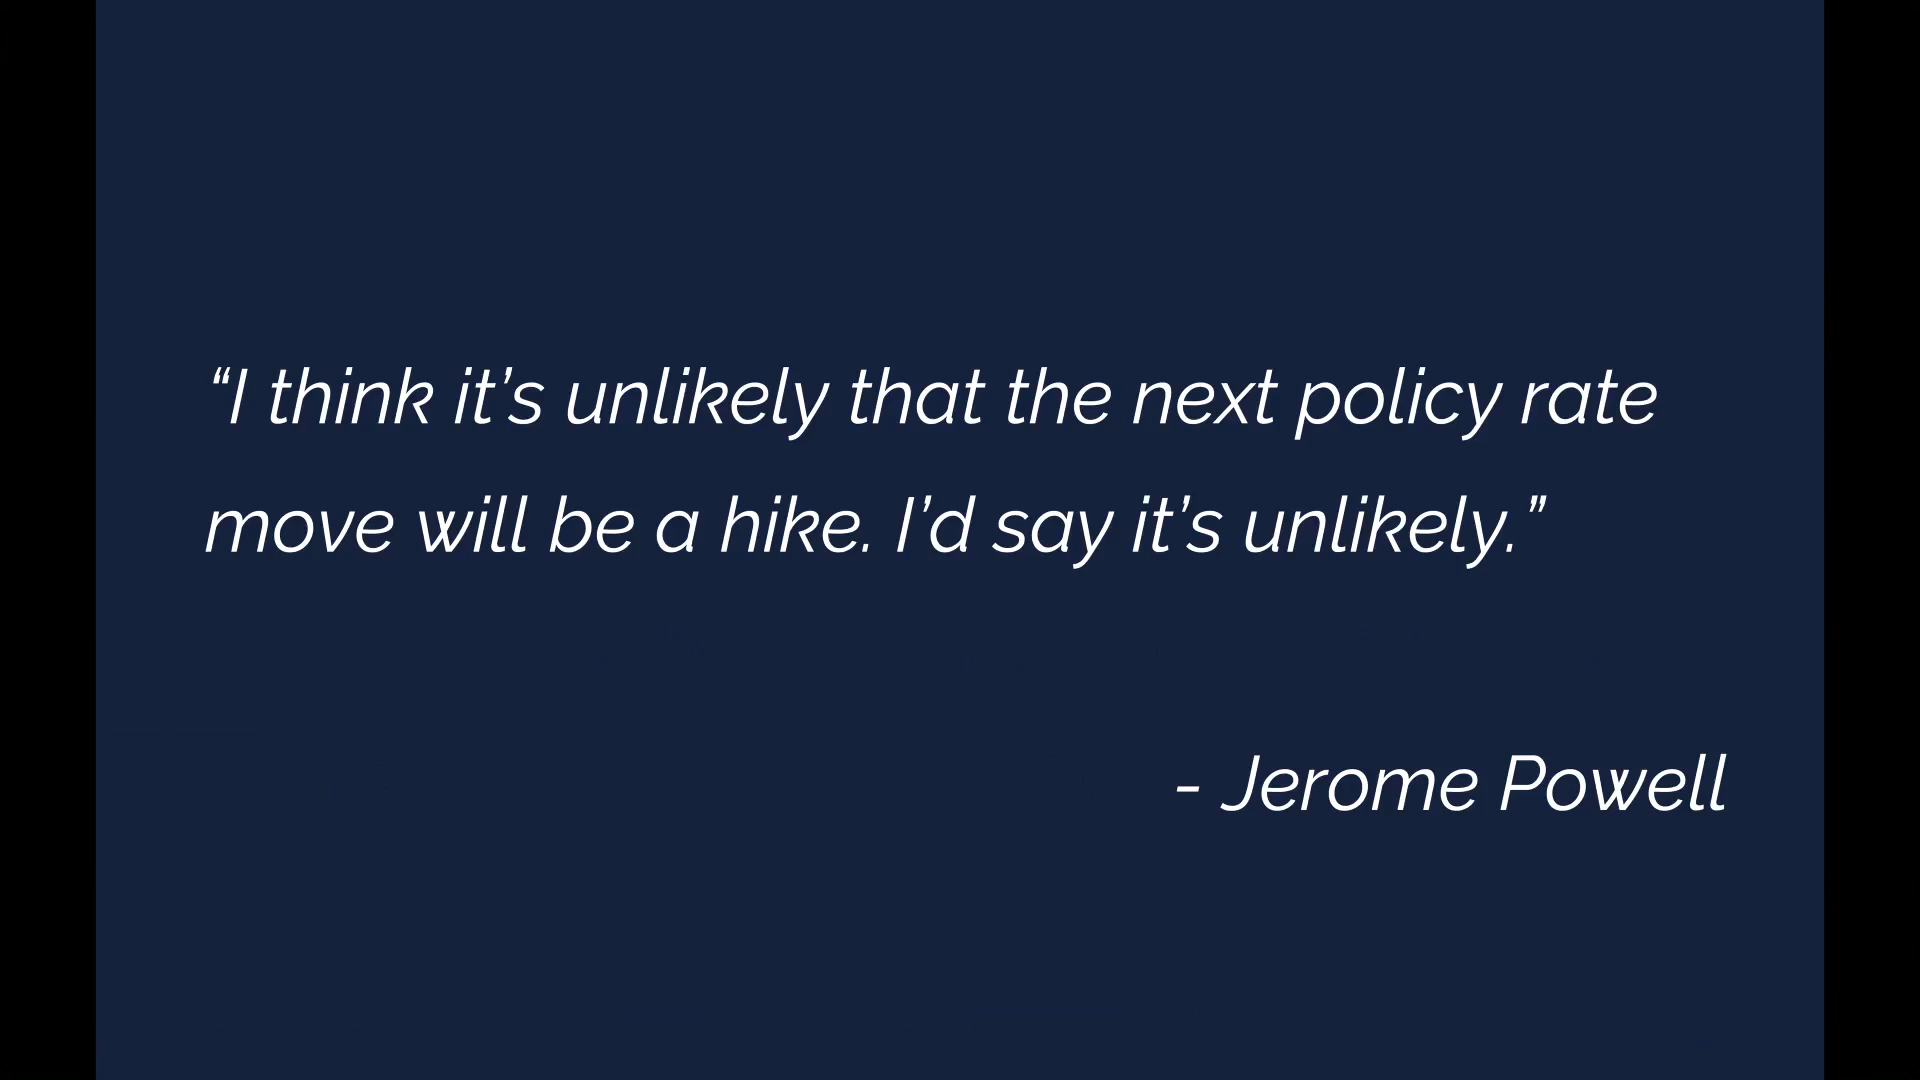 “I think it’s unlikely that the next policy rate
move will be a hike. I’d say it’s unlikely.”
- Jerome Powell